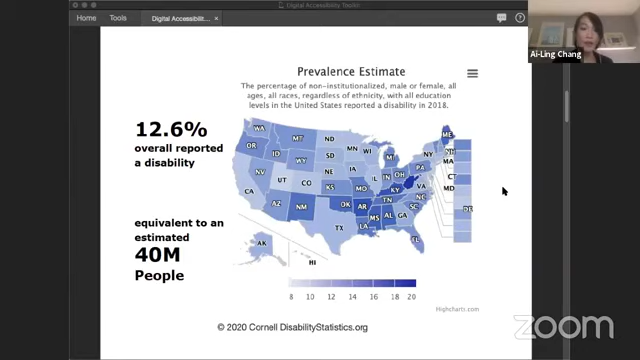 Digital Accessibility Toolkit
Home
Tools
Digital Accessibilit...
×
Ai-Ling Chang
Prevalence Estimate
The percentage of non-institutionalized, male or female, all
ages, all races, regardless of ethnicity, with all education
levels in the United States reported a disability in 2018.
12.6%
overall reported
a disability
equivalent to an
estimated
40M
People
WA
MT
ND
MN
WI
MI
ME
OR
ID
WY
SD
IA
NY
NH
MA
NV
UT
NE
IL
IN
OH
PA
CT
CA
CO
KS
MO
KY
VA
MD
AZ
NM
OK
AR
TN
NC
SC
DE
TX
LA
MS
AL
GA
FL
AK
HI
8
10
12
14
16
18
20
Highcharts.com
© 2020 Cornell DisabilityStatistics.org
zoom